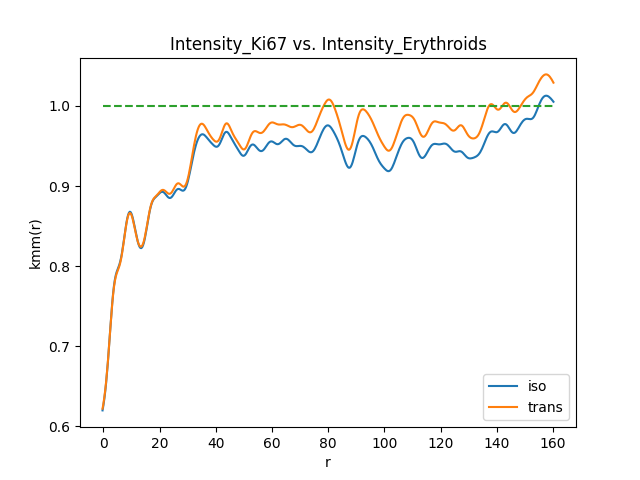 Intensity_Ki67 vs. Intensity_Erythroids
kmm(r)
1.0
0.9
0.8
0.7
0.6
0 20 40 60 80 100 120 140 160
r
iso
trans